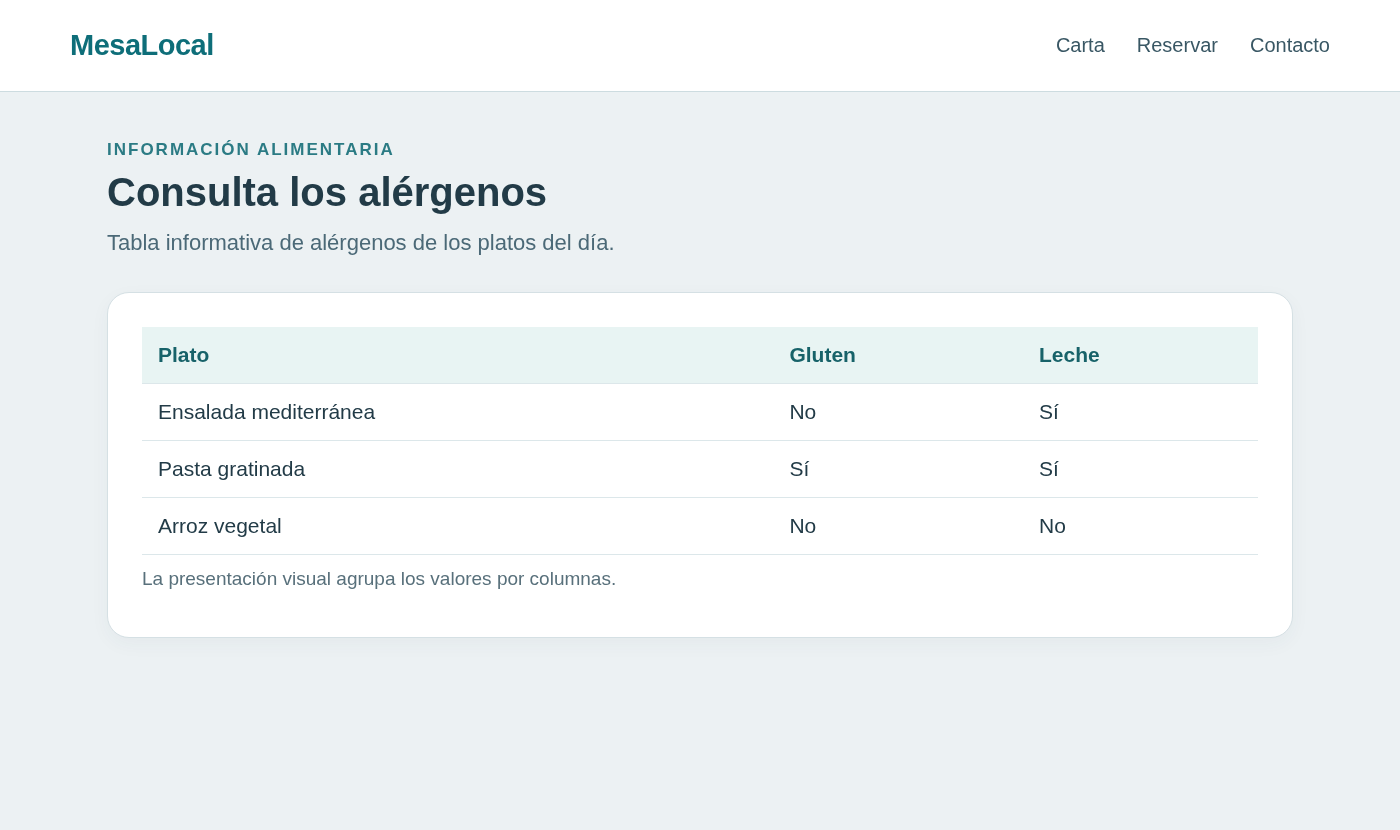 MesaLocal
Carta Reservar Contacto
INFORMACIÓN ALIMENTARIA
Consulta los alérgenos
Tabla informativa de alérgenos de los platos del día.
Plato Gluten Leche
Ensalada mediterránea No Sí
Pasta gratinada Sí Sí
Arroz vegetal No No
La presentación visual agrupa los valores por columnas.